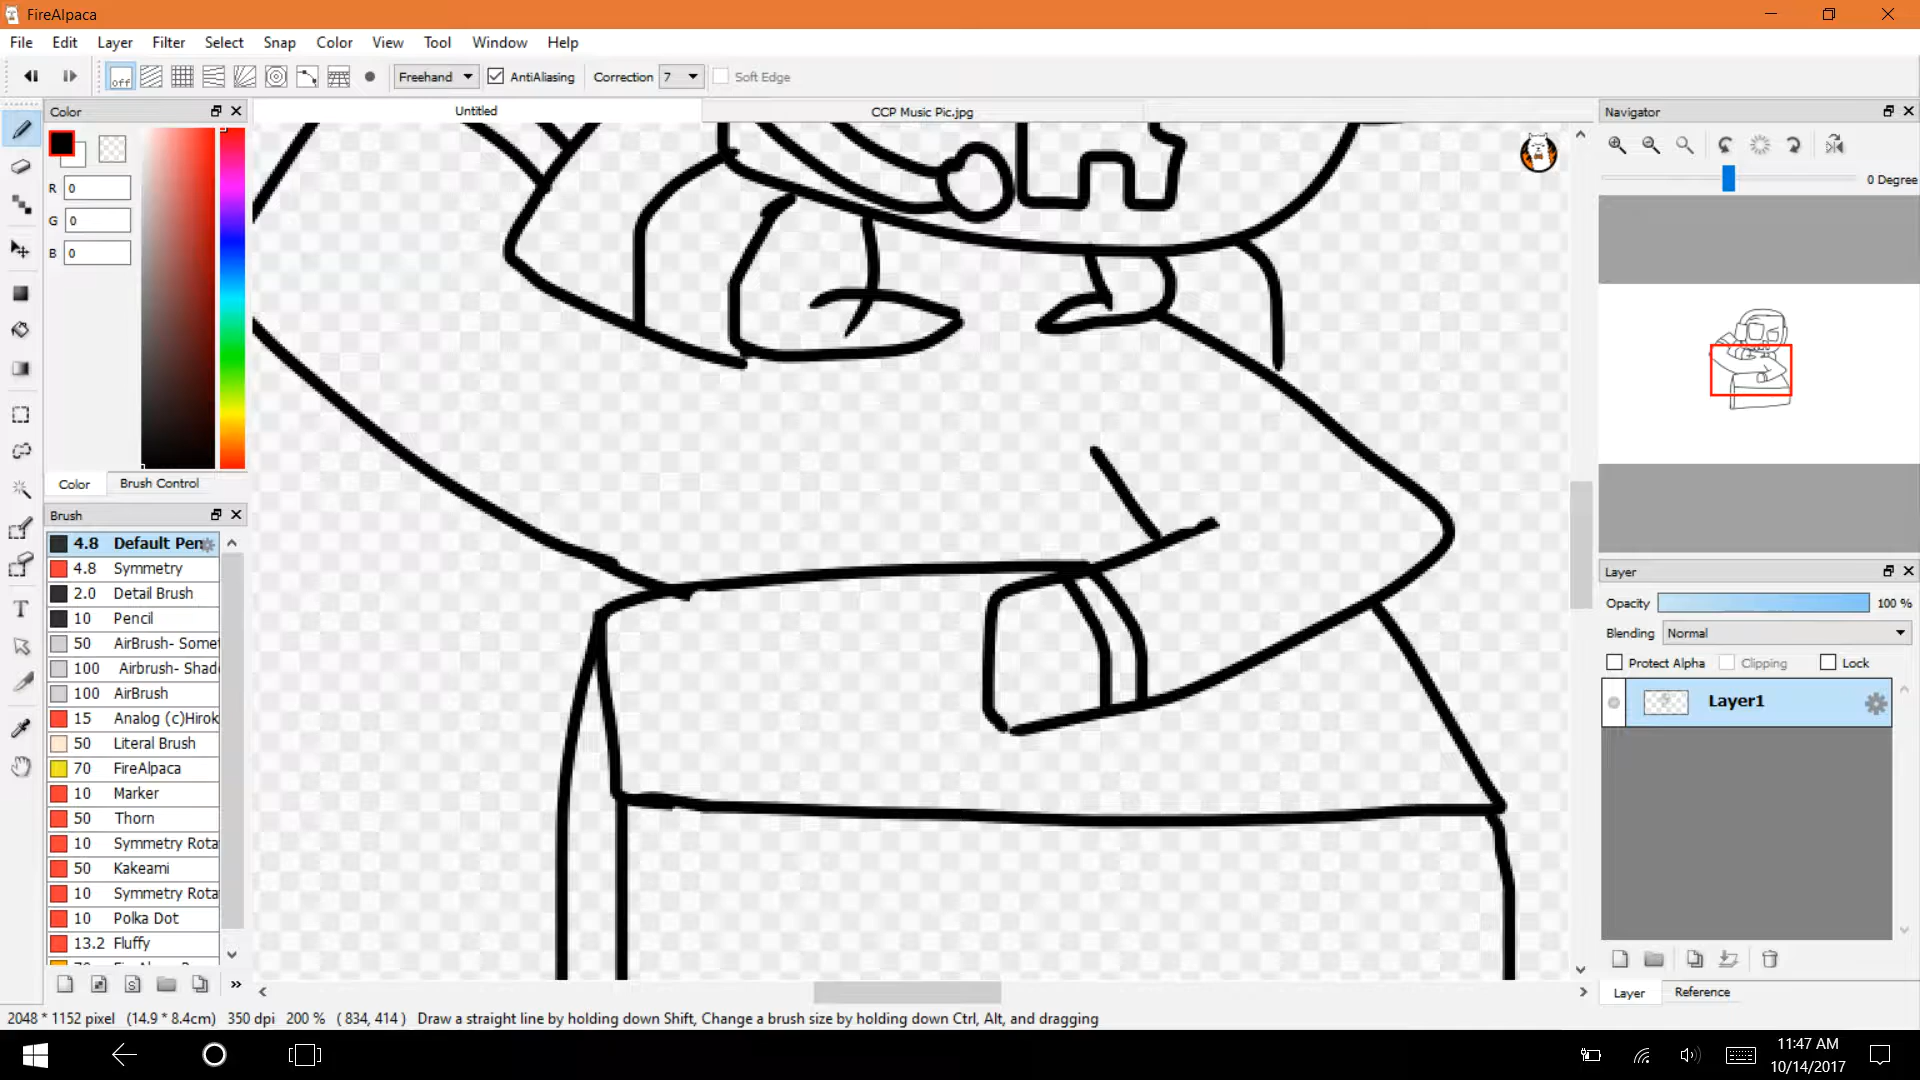 FireAlpaca
File Edit Layer Filter Select Snap Color View Tool Window Help
off Freehand AntiAliasing Correction 7 Soft Edge
Color
Untitled CCP Music Pic.jpg
Navigator
R 0
G 0
B 0
0 Degree
Color Brush Control
Brush
4.8 Default Pen
4.8 Symmetry
2.0 Detail Brush
10 Pencil
50 AirBrush- Somet
100 Airbrush- Shad
100 AirBrush
15 Analog (c)Hirok
50 Literal Brush
70 FireAlpaca
10 Marker
50 Thorn
10 Symmetry Rota
50 Kakeami
10 Symmetry Rota
10 Polka Dot
13.2 Fluffy
Layer
Opacity 100 %
Blending Normal
Protect Alpha Clipping Lock
Layer1
Layer Reference
2048 * 1152 pixel (14.9 * 8.4cm) 350 dpi 200 % ( 834, 414 ) Draw a straight line by holding down Shift, Change a brush size by holding down Ctrl, Alt, and dragging
11:47 AM
10/14/2017